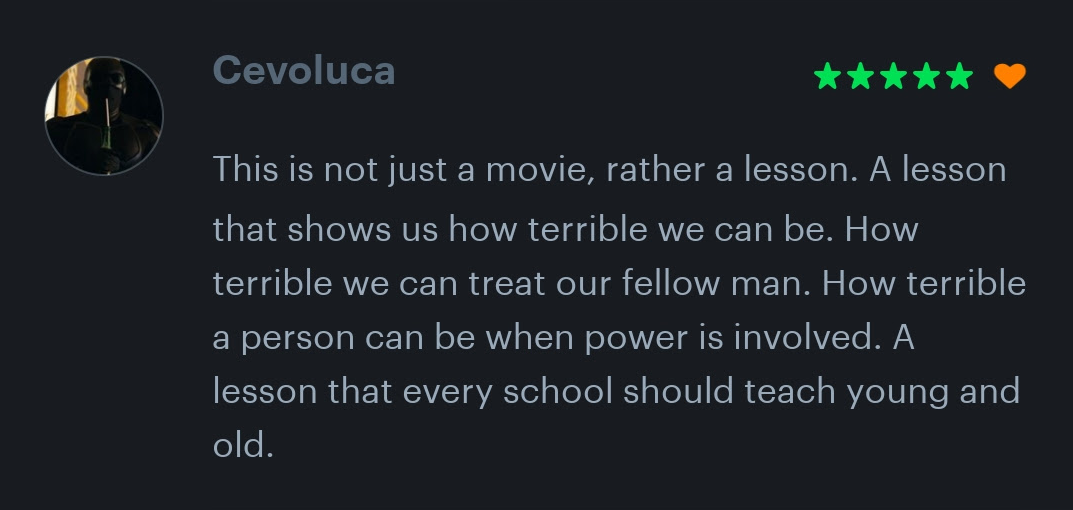 Cevoluca
This is not just a movie, rather a lesson. A lesson
that shows us how terrible we can be. How
terrible we can treat our fellow man. How terrible
a person can be when power is involved. A
lesson that every school should teach young and
old.